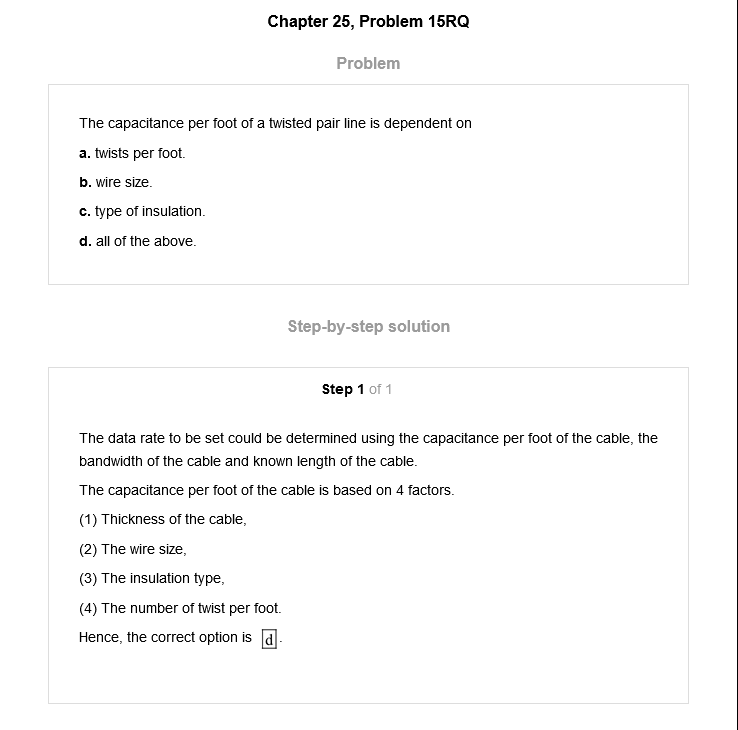 Chapter 25, Problem 15RQ
Problem
The capacitance per foot of a twisted pair line is dependent on
a. twists per foot.
b. wire size.
c. type of insulation.
d. all of the above.
Step-by-step solution
Step 1 of 1
The data rate to be set could be determined using the capacitance per foot of the cable, the
bandwidth of the cable and known length of the cable.
The capacitance per foot of the cable is based on 4 factors.
(1) Thickness of the cable,
(2) The wire size,
(3) The insulation type,
(4) The number of twist per foot.
Hence, the correct option is d.